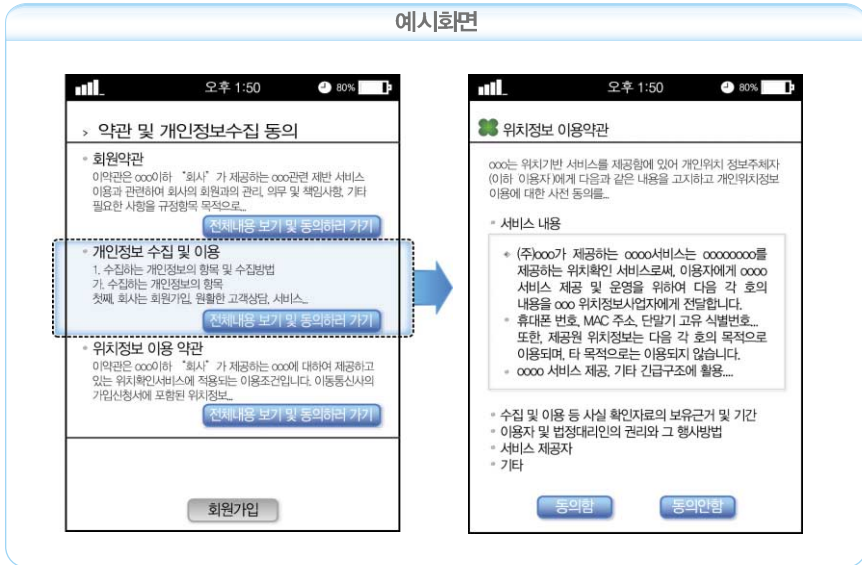 예시화면
오후 1:50 80%
> 약관 및 개인정보수집 동의
회원약관
이약관은 ooo이하 “회사”가 제공하는 ooo관련 제반 서비스
이용과 관련하여 회사의 회원과의 관리, 의무 및 책임사항, 기타
필요한 사항을 규정함목 목적으로...
전체내용 보기 및 동의하러 가기
개인정보 수집 및 이용
1. 수집하는 개인정보의 항목 및 수집방법
가. 수집하는 개인정보의 항목
첫째, 회사는 회원가입, 원활한 고객상담, 서비스...
전체내용 보기 및 동의하러 가기
위치정보 이용 약관
이약관은 ooo이하 “회사”가 제공하는 ooo에 대하여 제공하고
있는 위치확인서비스에 적용되는 이용조건입니다. 이동통신사의
가입신청서에 포함된 위치정보...
전체내용 보기 및 동의하러 가기
회원가입
오후 1:50 80%
위치정보 이용약관
ooo는 위치기반 서비스를 제공함에 있어 개인위치 정보주체자
(이하 이용자)에게 다음과 같은 내용을 고지하고 개인위치정보
이용에 대한 사전 동의를...
서비스 내용
(주)ooo가 제공하는 oooo서비스는 oooooooo를
제공하는 위치확인 서비스로써, 이용자에게 oooo
서비스 제공 및 운영을 위하여 다음 각 호의
내용을 ooo 위치정보사업자에게 전달합니다.
휴대폰 번호, MAC 주소, 단말기 고유 식별번호...
또한, 제공원 위치정보는 다음 각 호의 목적으로
이용되며, 타 목적으로는 이용되지 않습니다.
oooo 서비스 제공, 기타 긴급구조에 활용....
수집 및 이용 등 사실 확인자료의 보유근거 및 기간
이용자 및 법정대리인의 권리와 그 행사방법
서비스 제공자
기타
동의함 동의안함